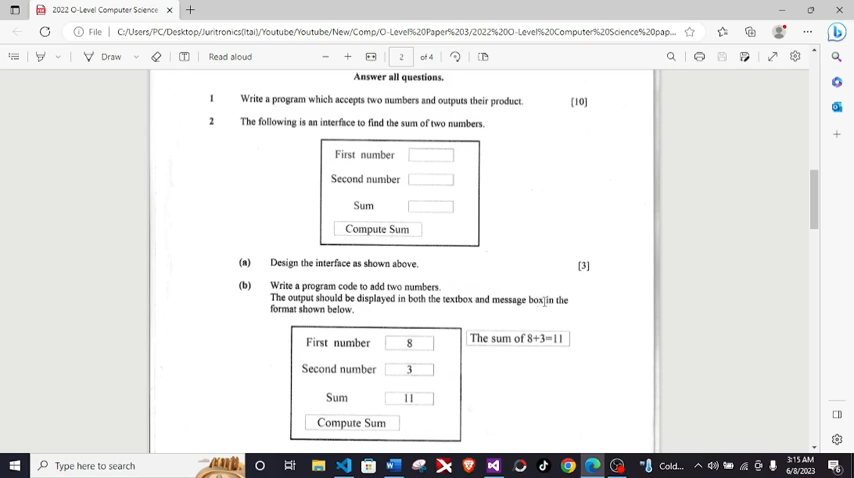 2022 O-Level Computer Science
File
C:/Users/PC/Desktop/Juritronics(Itai)/Youtube/Youtube/New/Comp/O-Level%20Paper%203/2022%20O-Level%20Computer%20Science%20pap...
Draw
Read aloud
2
of 4
Answer all questions.
1 Write a program which accepts two numbers and outputs their product. [10]
2 The following is an interface to find the sum of two numbers.
First number
Second number
Sum
Compute Sum
(a) Design the interface as shown above. [3]
(b) Write a program code to add two numbers.
The output should be displayed in both the textbox and message box in the
format shown below.
First number 8
The sum of 8+3=11
Second number 3
Sum 11
Compute Sum
Type here to search
Cold...
3:15 AM
6/8/2023
6